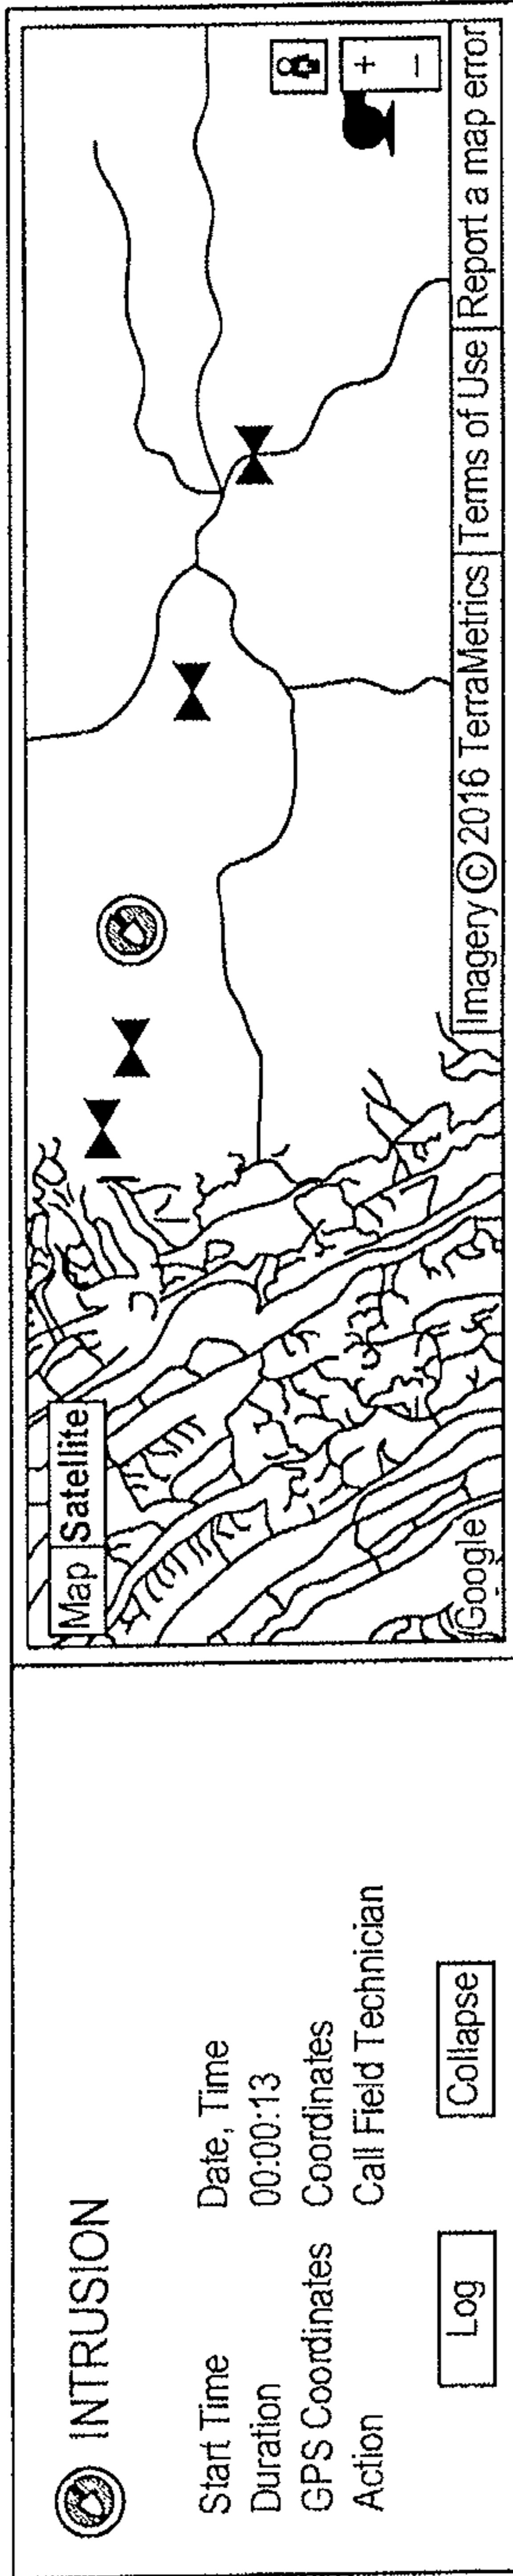 INTRUSION
Start Time Date, Time
Duration 00:00:13
GPS Coordinates Coordinates
Action Call Field Technician
Log Collapse
Map Satellite
+
−
Google Imagery © 2016 TerraMetrics Terms of Use Report a map error